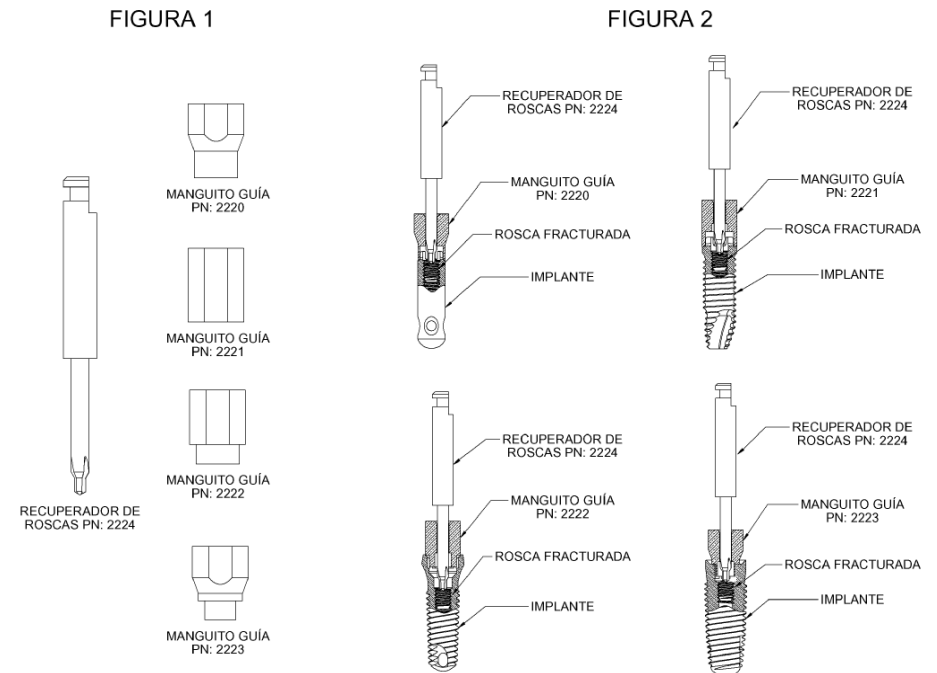 FIGURA 1
MANGUITO GUÍA
PN: 2220
MANGUITO GUÍA
PN: 2221
MANGUITO GUÍA
PN: 2222
RECUPERADOR DE
ROSCAS PN: 2224
MANGUITO GUÍA
PN: 2223
FIGURA 2
RECUPERADOR DE
ROSCAS PN: 2224
MANGUITO GUÍA
PN: 2220
ROSCA FRACTURADA
IMPLANTE
RECUPERADOR DE
ROSCAS PN: 2224
MANGUITO GUÍA
PN: 2221
ROSCA FRACTURADA
IMPLANTE
RECUPERADOR DE
ROSCAS PN: 2224
MANGUITO GUÍA
PN: 2222
ROSCA FRACTURADA
IMPLANTE
RECUPERADOR DE
ROSCAS PN: 2224
MANGUITO GUÍA
PN: 2223
ROSCA FRACTURADA
IMPLANTE